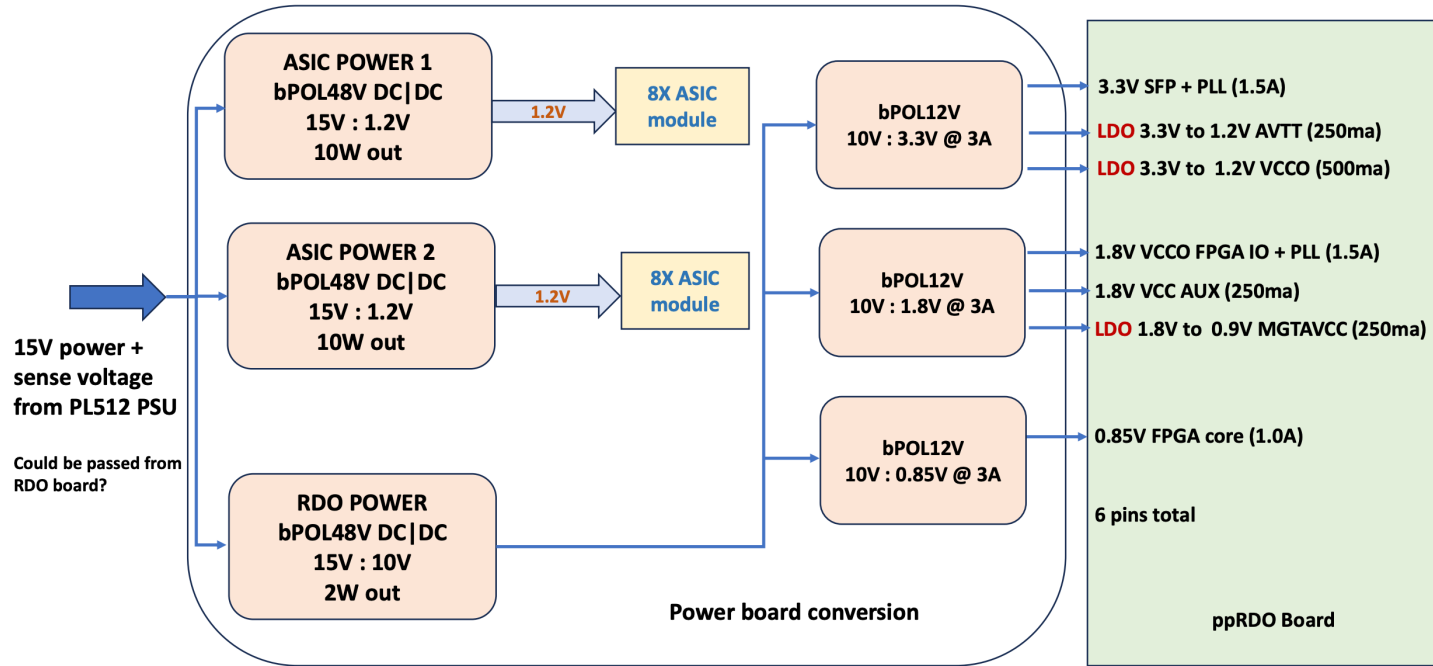 ASIC POWER 1
bPOL48V DC|DC
15V : 1.2V
10W out
1.2V
8X ASIC
module
ASIC POWER 2
bPOL48V DC|DC
15V : 1.2V
10W out
1.2V
8X ASIC
module
15V power +
sense voltage
from PL512 PSU
Could be passed from
RDO board?
RDO POWER
bPOL48V DC|DC
15V : 10V
2W out
bPOL12V
10V : 3.3V @ 3A
bPOL12V
10V : 1.8V @ 3A
bPOL12V
10V : 0.85V @ 3A
Power board conversion
3.3V SFP + PLL (1.5A)
LDO 3.3V to 1.2V AVTT (250ma)
LDO 3.3V to 1.2V VCCO (500ma)
1.8V VCCO FPGA IO + PLL (1.5A)
1.8V VCC AUX (250ma)
LDO 1.8V to 0.9V MGTAVCC (250ma)
0.85V FPGA core (1.0A)
6 pins total
ppRDO Board